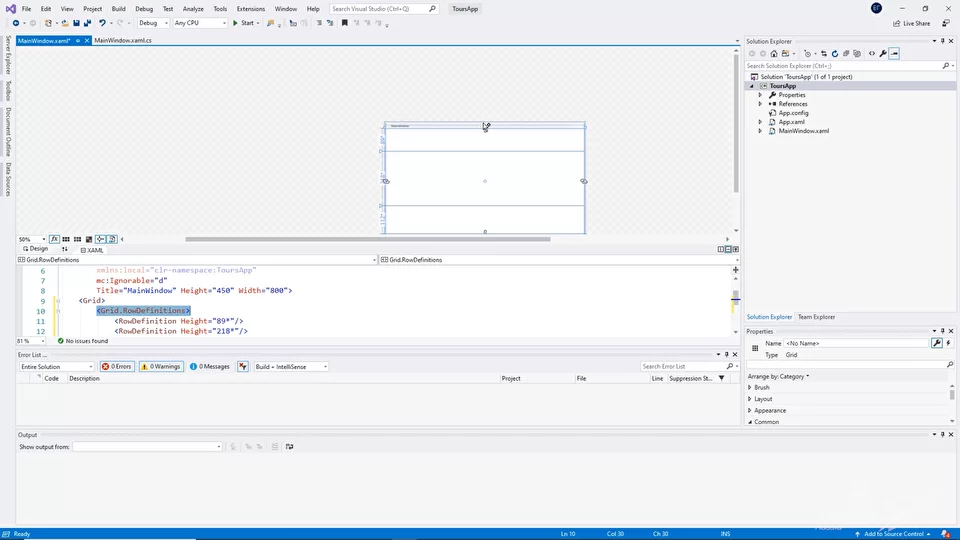 File Edit View Project Build Debug Test Analyze Tools Extensions Window Help Search Visual Studio (Ctrl+Q) ToursApp ЕГ
Debug Any CPU Start Live Share
MainWindow.xaml* MainWindow.xaml.cs
Server Explorer
Toolbox
Document Outline
Data Sources
MainWindow
50%
Design XAML
Grid.RowDefinitions Grid.RowDefinitions
6 xmlns:local="clr-namespace:ToursApp"
7 mc:Ignorable="d"
8 Title="MainWindow" Height="450" Width="800">
9 <Grid>
10 <Grid.RowDefinitions>
11 <RowDefinition Height="89*"/>
12 <RowDefinition Height="218*"/>
81 % No issues found
Error List ...
Entire Solution 0 Errors 0 Warnings 0 Messages Build + IntelliSense Search Error List
Code Description Project File Line Suppression St...
Output
Show output from:
Solution Explorer
Search Solution Explorer (Ctrl+;)
Solution 'ToursApp' (1 of 1 project)
ToursApp
Properties
References
App.config
App.xaml
MainWindow.xaml
Solution Explorer Team Explorer
Properties
Name <No Name>
Type Grid
Arrange by: Category
Brush
Layout
Appearance
Common
Ready Ln 10 Col 30 Ch 30 INS Add to Source Control